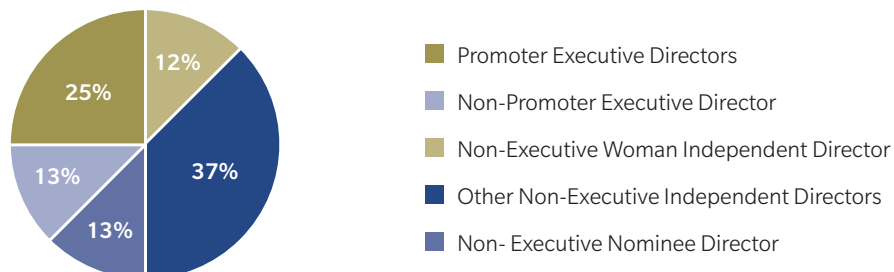 12%
25%
37%
13%
13%
Promoter Executive Directors
Non-Promoter Executive Director
Non-Executive Woman Independent Director
Other Non-Executive Independent Directors
Non- Executive Nominee Director